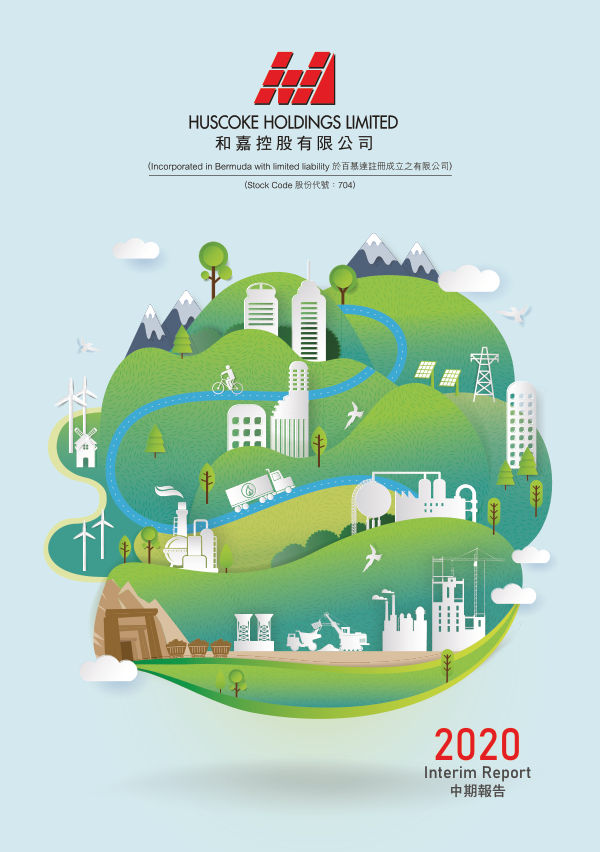 HUSCOKE HOLDINGS LIMITED
和嘉控股有限公司
(Incorporated in Bermuda with limited liability 於百慕達註冊成立之有限公司)
(Stock Code 股份代號：704)
2020
Interim Report
中期報告